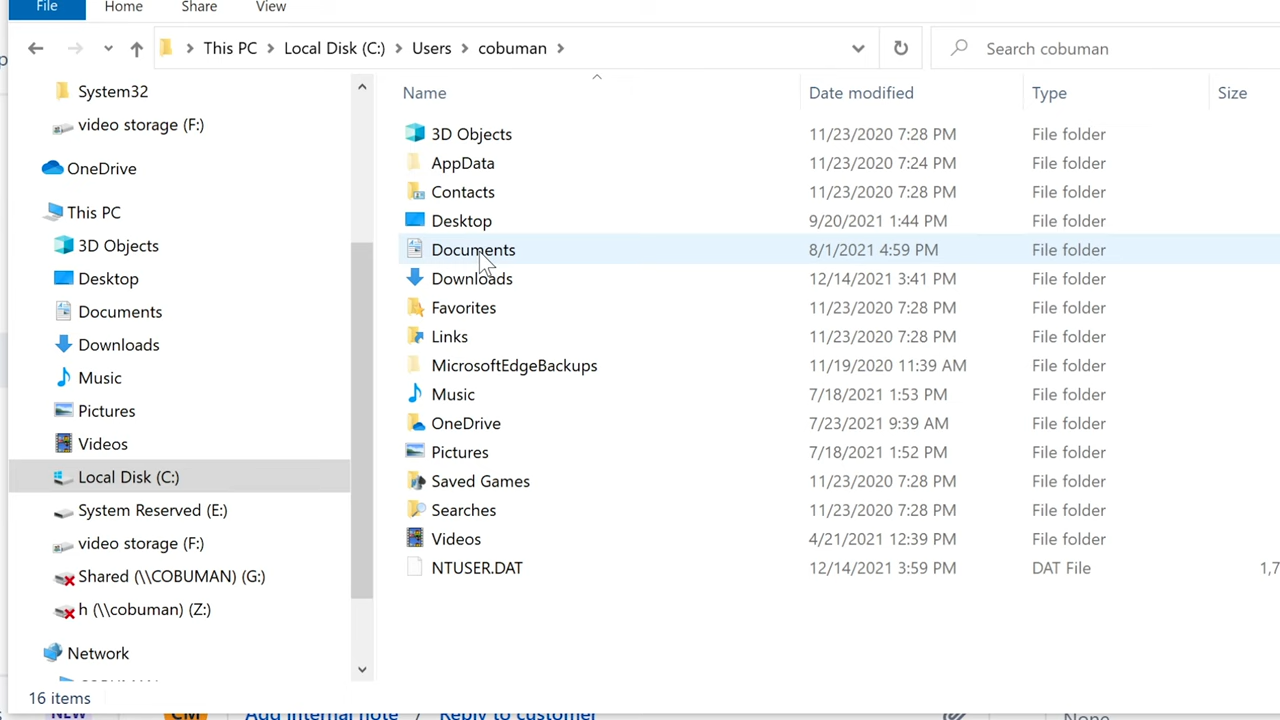 File Home Share View
This PC Local Disk (C:) Users cobuman Search cobuman
System32
video storage (F:)
OneDrive
This PC
3D Objects
Desktop
Documents
Downloads
Music
Pictures
Videos
Local Disk (C:)
System Reserved (E:)
video storage (F:)
Shared (\\COBUMAN) (G:)
h (\\cobuman) (Z:)
Network
Name Date modified Type Size
3D Objects 11/23/2020 7:28 PM File folder
AppData 11/23/2020 7:24 PM File folder
Contacts 11/23/2020 7:28 PM File folder
Desktop 9/20/2021 1:44 PM File folder
Documents 8/1/2021 4:59 PM File folder
Downloads 12/14/2021 3:41 PM File folder
Favorites 11/23/2020 7:28 PM File folder
Links 11/23/2020 7:28 PM File folder
MicrosoftEdgeBackups 11/19/2020 11:39 AM File folder
Music 7/18/2021 1:53 PM File folder
OneDrive 7/23/2021 9:39 AM File folder
Pictures 7/18/2021 1:52 PM File folder
Saved Games 11/23/2020 7:28 PM File folder
Searches 11/23/2020 7:28 PM File folder
Videos 4/21/2021 12:39 PM File folder
NTUSER.DAT 12/14/2021 3:59 PM DAT File 1,7
16 items
NEW CM Add internal note / Reply to customer None